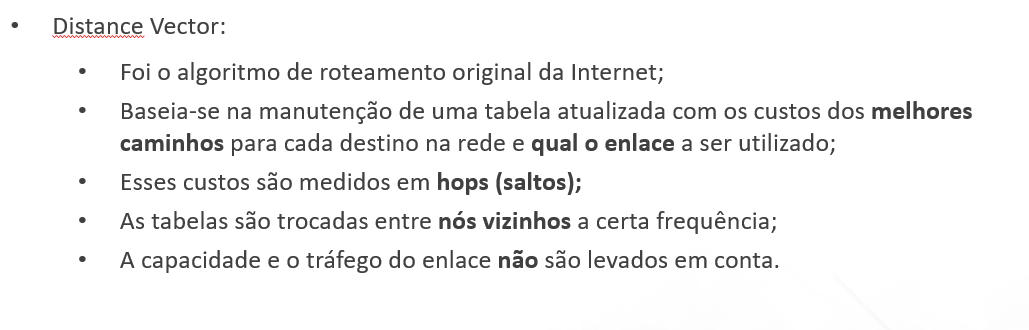 • Distance Vector:
• Foi o algoritmo de roteamento original da Internet;
• Baseia-se na manutenção de uma tabela atualizada com os custos dos melhores
caminhos para cada destino na rede e qual o enlace a ser utilizado;
• Esses custos são medidos em hops (saltos);
• As tabelas são trocadas entre nós vizinhos a certa frequência;
• A capacidade e o tráfego do enlace não são levados em conta.